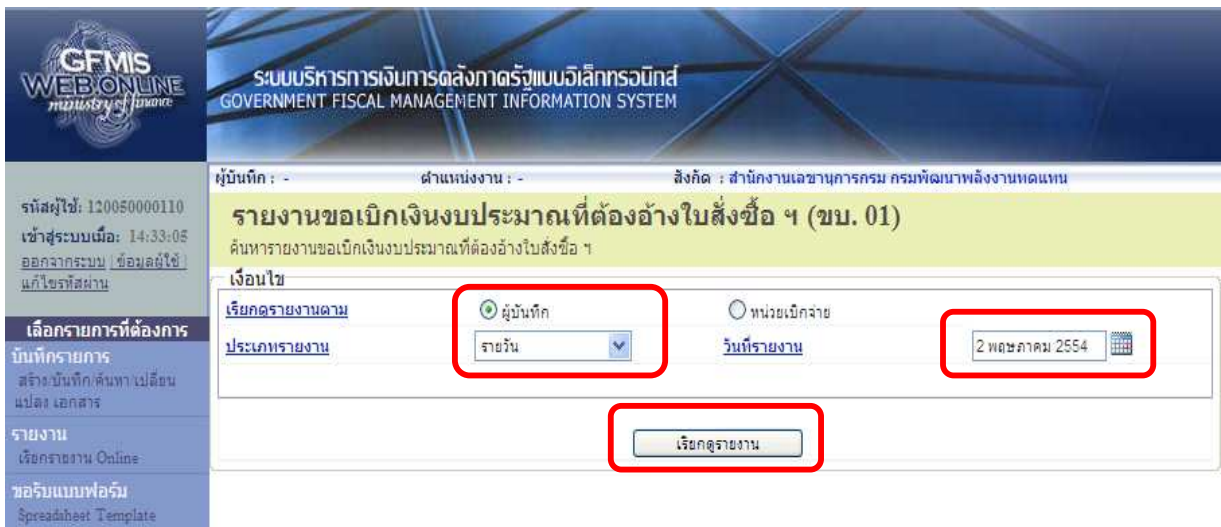 GFMIS
WEB ONLINE
ministry of finance
ระบบบริหารการเงินการคลังภาครัฐแบบอิเล็กทรอนิกส์
GOVERNMENT FISCAL MANAGEMENT INFORMATION SYSTEM
ผู้บันทึก : - ตำแหน่งงาน : - สังกัด : สำนักงานเลขานุการกรม กรมพัฒนาพลังงานทดแทน
รหัสผู้ใช้: 120050000110
เข้าสู่ระบบเมื่อ: 14:33:05
ออกจากระบบ | ข้อมูลผู้ใช้ |
แก้ไขรหัสผ่าน
เลือกรายการที่ต้องการ
บันทึกรายการ
สร้าง/บันทึก/ค้นหา/เปลี่ยน
แปลง เอกสาร
รายงาน
เรียกรายงาน Online
ขอรับแบบฟอร์ม
Spreadsheet Template
รายงานขอเบิกเงินงบประมาณที่ต้องอ้างใบสั่งซื้อ ฯ (ขบ. 01)
ค้นหารายงานขอเบิกเงินงบประมาณที่ต้องอ้างใบสั่งซื้อ ฯ
เงื่อนไข
เรียกดูรายงานตาม ผู้บันทึก หน่วยเบิกจ่าย
ประเภทรายงาน รายวัน วันที่รายงาน 2 พฤษภาคม 2554
เรียกดูรายงาน